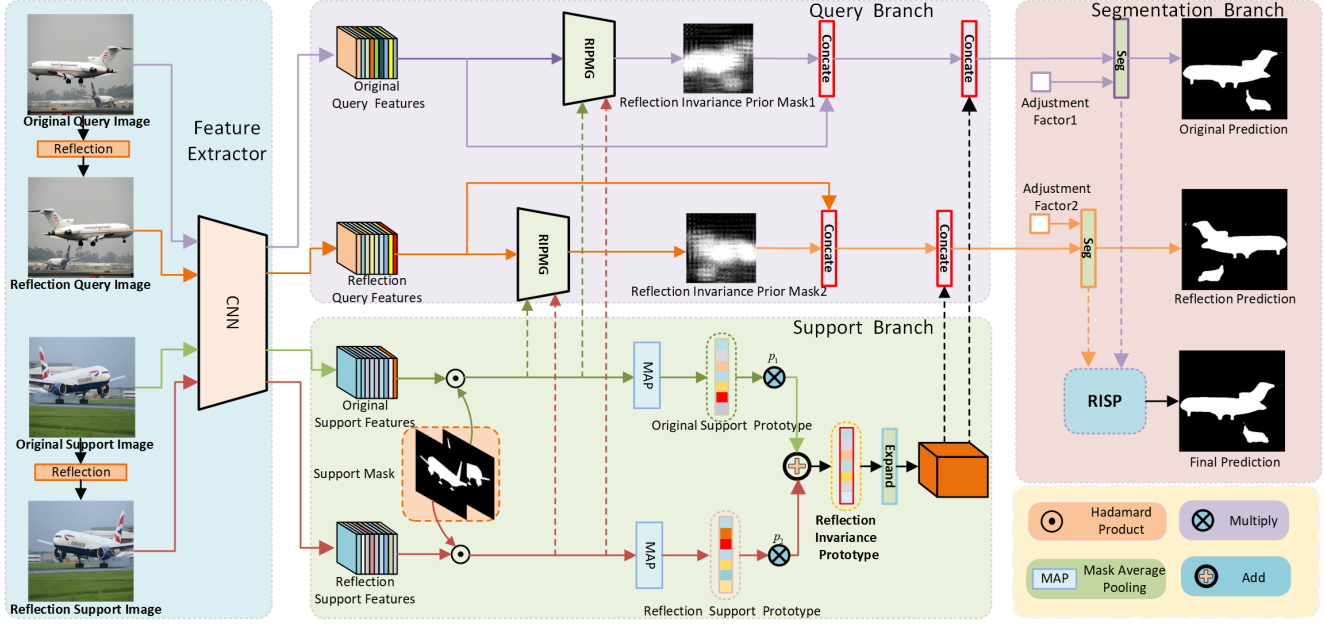 Query Branch
Segmentation Branch
Feature
Extractor
Original Query Image
Reflection
Reflection Query Image
Original Support Image
Reflection
Reflection Support Image
CNN
Original
Query Features
RIPMG
Reflection Invariance Prior Mask1
Concate
Concate
Reflection
Query Features
RIPMG
Reflection Invariance Prior Mask2
Concate
Concate
Seg
Adjustment
Factor1
Original Prediction
Adjustment
Factor2
Seg
Reflection Prediction
RISP
Final Prediction
Support Branch
Original
Support Features
Support Mask
MAP
Original Support Prototype
p1
Reflection
Support Features
MAP
Reflection Support Prototype
p2
Reflection
Invariance
Prototype
Expand
Hadamard
Product
Multiply
MAP
Mask Average
Pooling
Add